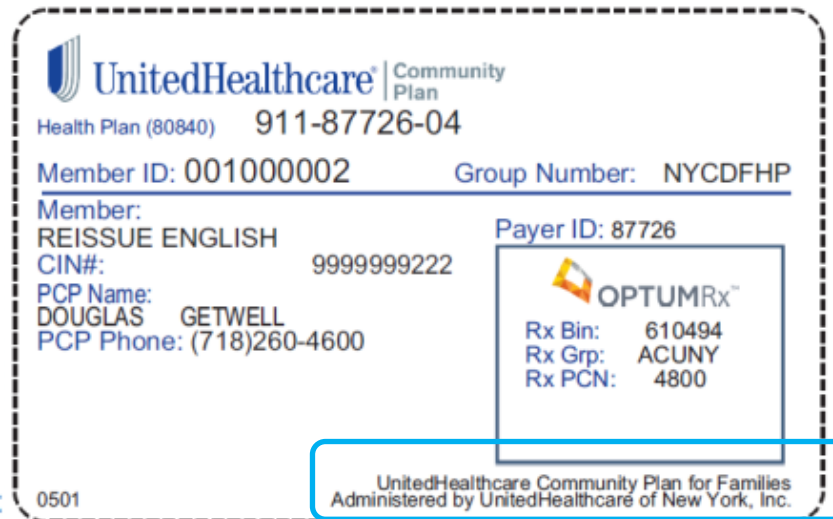 UnitedHealthcare® | Community Plan
Health Plan (80840) 911-87726-04
Member ID: 001000002 Group Number: NYCDFHP
Member:
REISSUE ENGLISH
CIN#: 9999999222
PCP Name:
DOUGLAS GETWELL
PCP Phone: (718)260-4600
Payer ID: 87726
OPTUMRx™
Rx Bin: 610494
Rx Grp: ACUNY
Rx PCN: 4800
0501
UnitedHealthcare Community Plan for Families
Administered by UnitedHealthcare of New York, Inc.